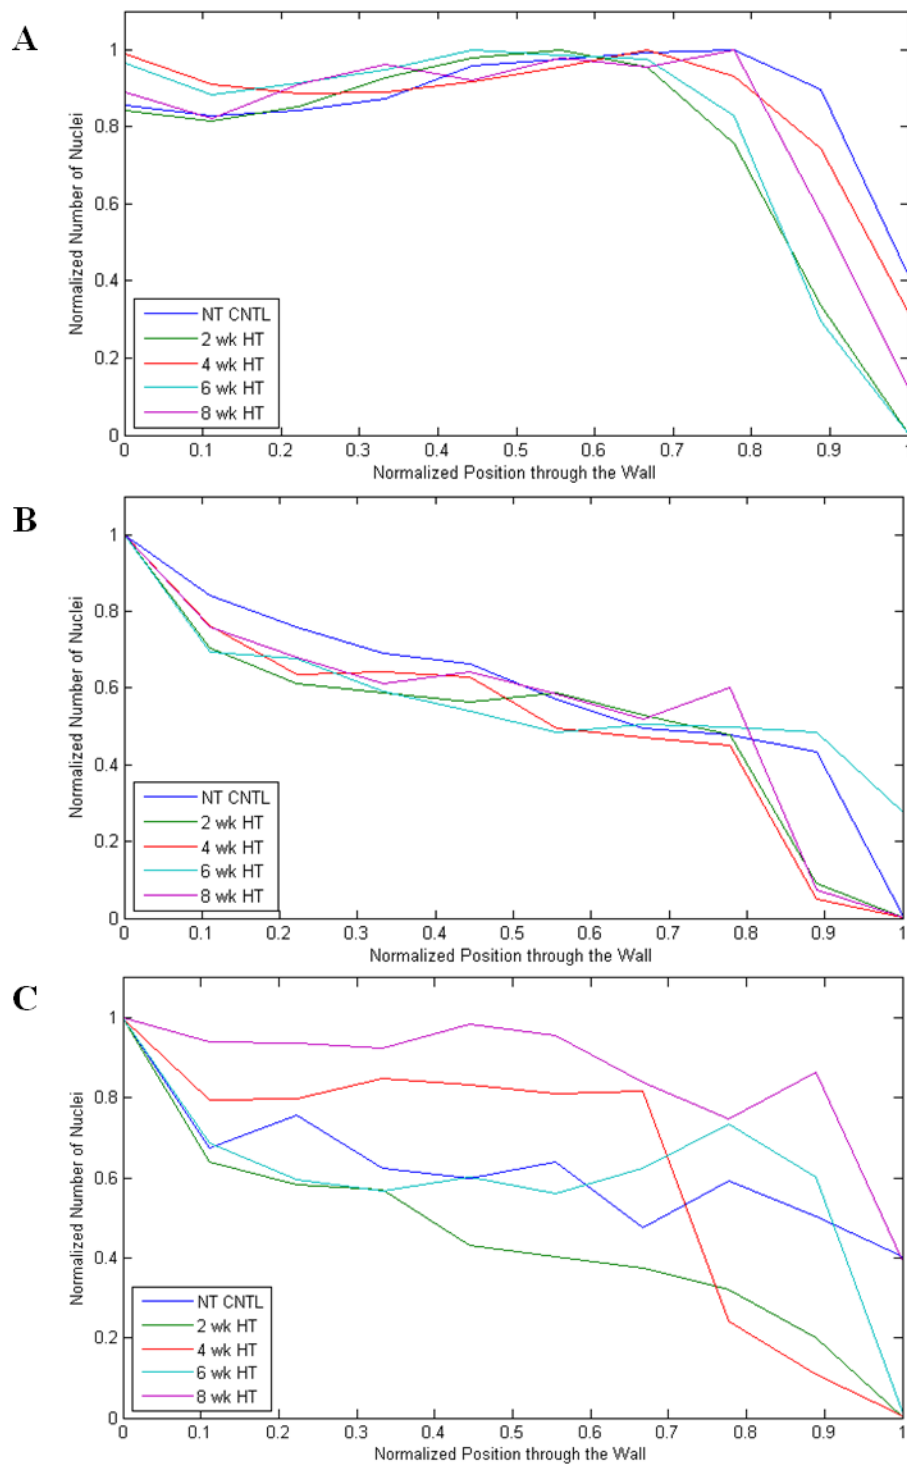 A
Normalized Number of Nuclei
1
0.8
0.6
0.4
0.2
0
NT CNTL
2 wk HT
4 wk HT
6 wk HT
8 wk HT
0 0.1 0.2 0.3 0.4 0.5 0.6 0.7 0.8 0.9 1
Normalized Position through the Wall
B
Normalized Number of Nuclei
1
0.8
0.6
0.4
0.2
0
NT CNTL
2 wk HT
4 wk HT
6 wk HT
8 wk HT
0 0.1 0.2 0.3 0.4 0.5 0.6 0.7 0.8 0.9 1
Normalized Position through the Wall
C
Normalized Number of Nuclei
1
0.8
0.6
0.4
0.2
0
NT CNTL
2 wk HT
4 wk HT
6 wk HT
8 wk HT
0 0.1 0.2 0.3 0.4 0.5 0.6 0.7 0.8 0.9 1
Normalized Position through the Wall